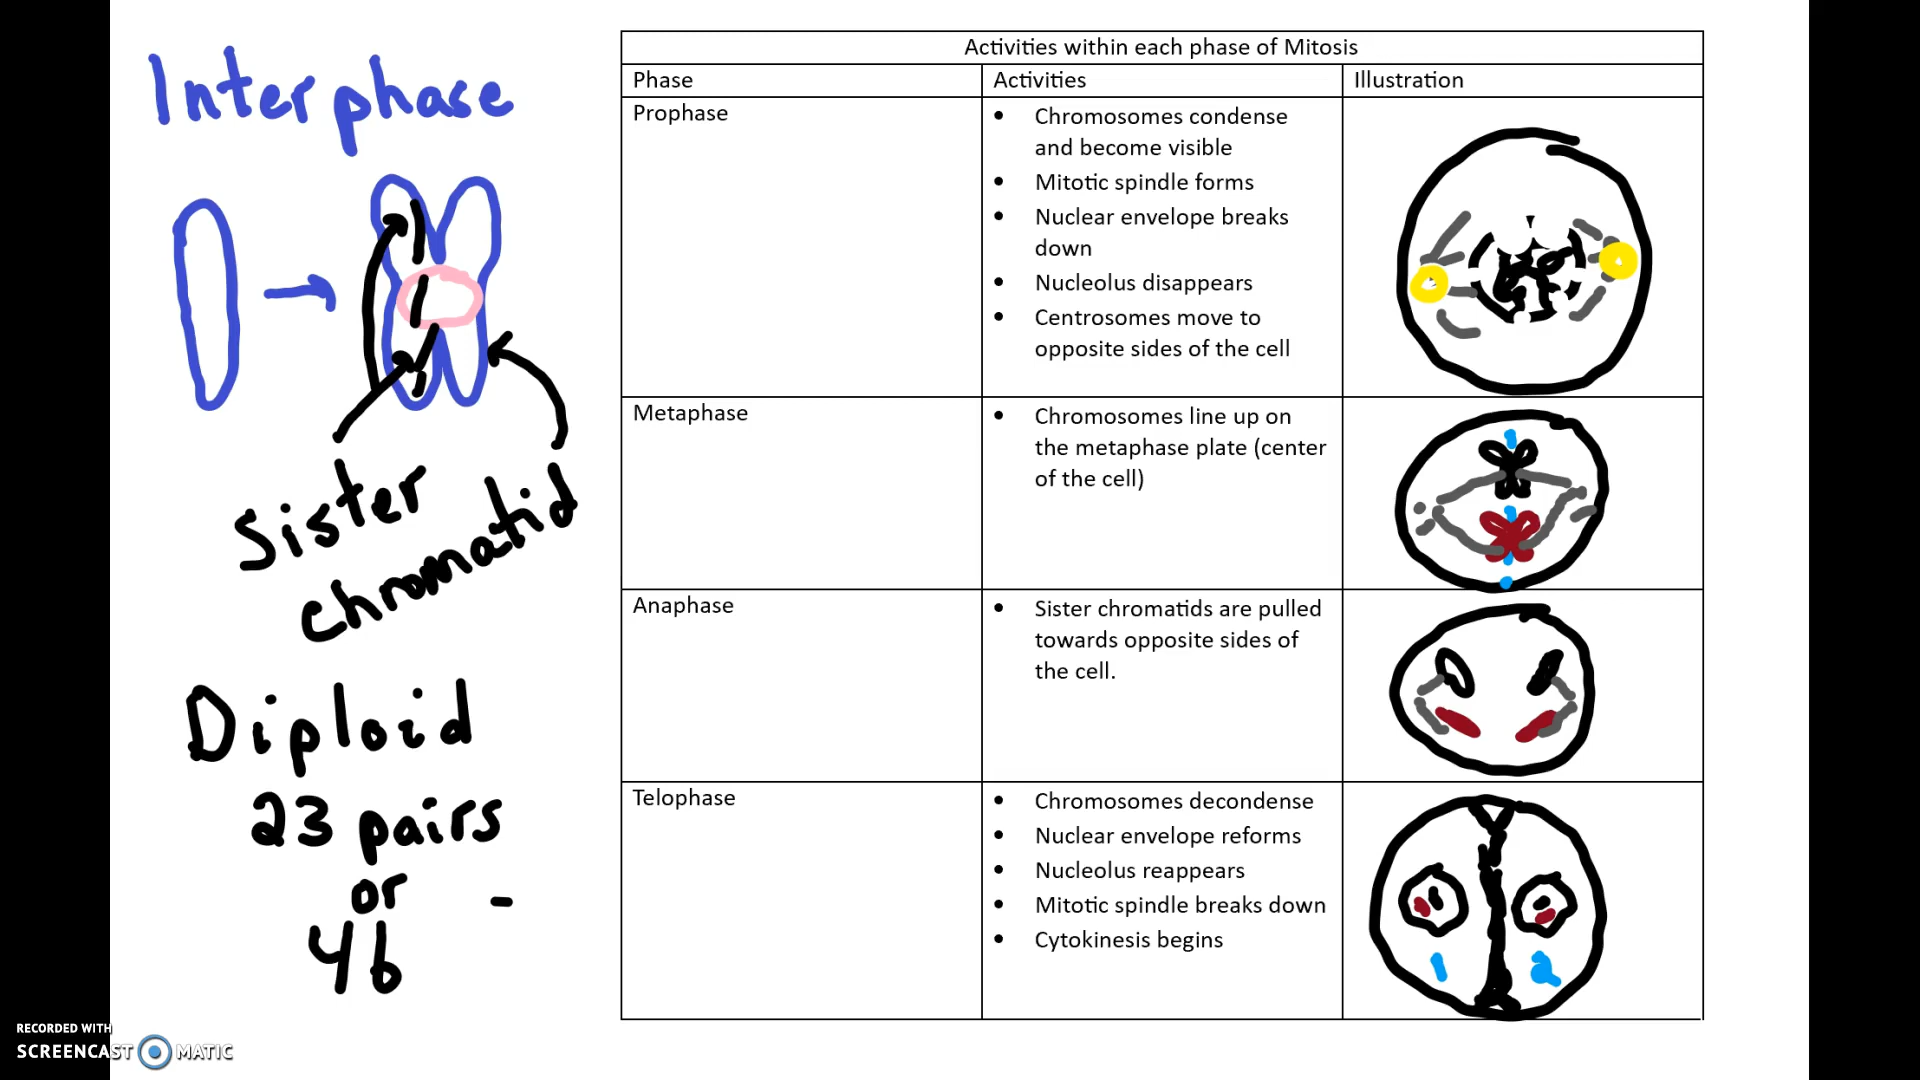 Interphase
Sister
chromatid
Diploid
23 pairs
or
46
Activities within each phase of Mitosis
Phase
Activities
Illustration
Prophase
• Chromosomes condense
and become visible
• Mitotic spindle forms
• Nuclear envelope breaks
down
• Nucleolus disappears
• Centrosomes move to
opposite sides of the cell
Metaphase
• Chromosomes line up on
the metaphase plate (center
of the cell)
Anaphase
• Sister chromatids are pulled
towards opposite sides of
the cell.
Telophase
• Chromosomes decondense
• Nuclear envelope reforms
• Nucleolus reappears
• Mitotic spindle breaks down
• Cytokinesis begins
1
2
RECORDED WITH
SCREENCAST MATIC